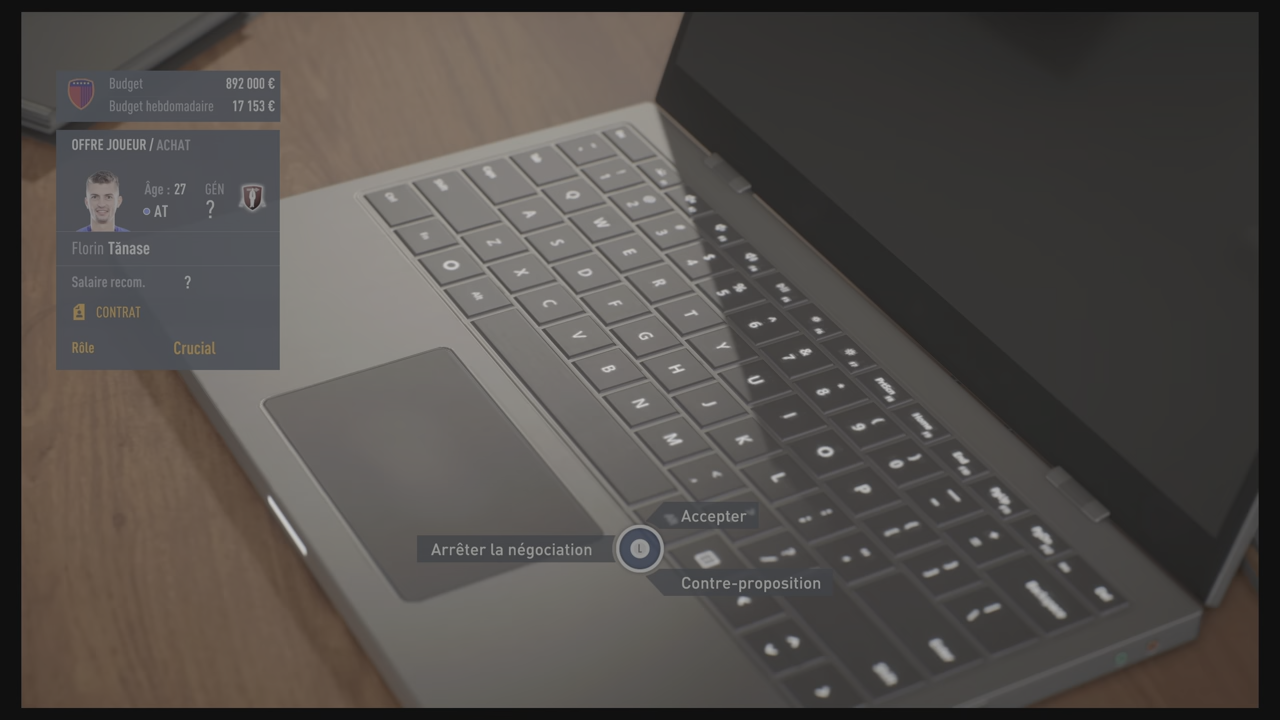 Budget 892 000 €
Budget hebdomadaire 17 153 €
OFFRE JOUEUR / ACHAT
Âge : 27 GÉN
AT ?
Florin Tănase
Salaire recom. ?
CONTRAT
Rôle Crucial
Accepter
Arrêter la négociation L
Contre-proposition
Q W E R T Y U I O P
A S D F G H J K L
Z X C V B N M